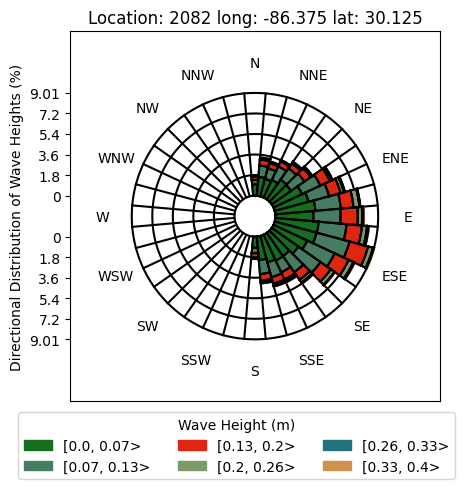 Location: 2082 long: -86.375 lat: 30.125
N
NNW
NNE
NW
NE
WNW
ENE
W
E
WSW
ESE
SW
SE
SSW
SSE
S
Directional Distribution of Wave Heights (%)
9.01
7.2
5.4
3.6
1.8
0
0
1.8
3.6
5.4
7.2
9.01
Wave Height (m)
[0.0, 0.07>
[0.13, 0.2>
[0.26, 0.33>
[0.07, 0.13>
[0.2, 0.26>
[0.33, 0.4>